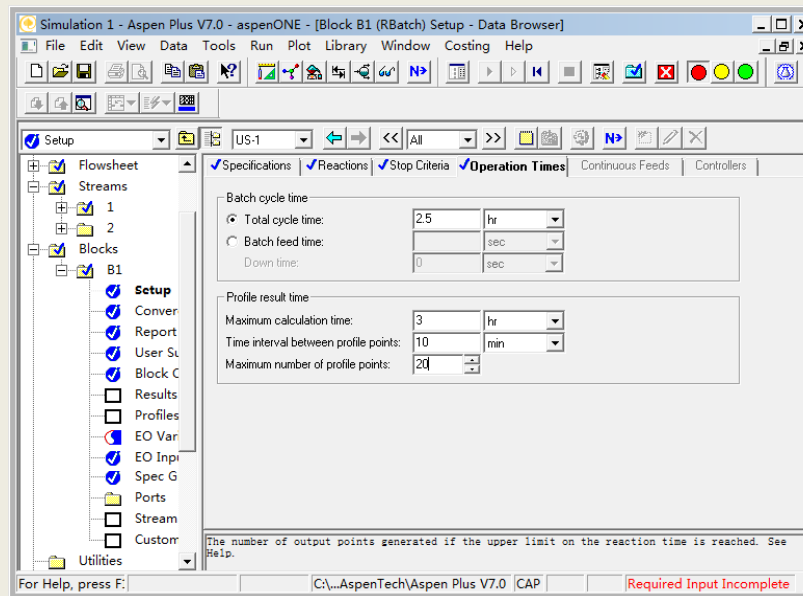 Simulation 1 - Aspen Plus V7.0 - aspenONE - [Block B1 (RBatch) Setup - Data Browser]
File Edit View Data Tools Run Plot Library Window Costing Help
N>
Setup US-1 << All >> N>
Specifications Reactions Stop Criteria Operation Times Continuous Feeds Controllers
Flowsheet
Streams
1
2
Blocks
B1
Setup
Conver
Report
User Su
Block C
Results
Profiles
EO Var
EO Inpu
Spec G
Ports
Stream
Custom
Utilities
Batch cycle time
Total cycle time: 2.5 hr
Batch feed time: sec
Down time: 0 sec
Profile result time
Maximum calculation time: 3 hr
Time interval between profile points: 10 min
Maximum number of profile points: 20
The number of output points generated if the upper limit on the reaction time is reached. See
Help.
For Help, press F: C:\...AspenTech\Aspen Plus V7.0 CAP Required Input Incomplete